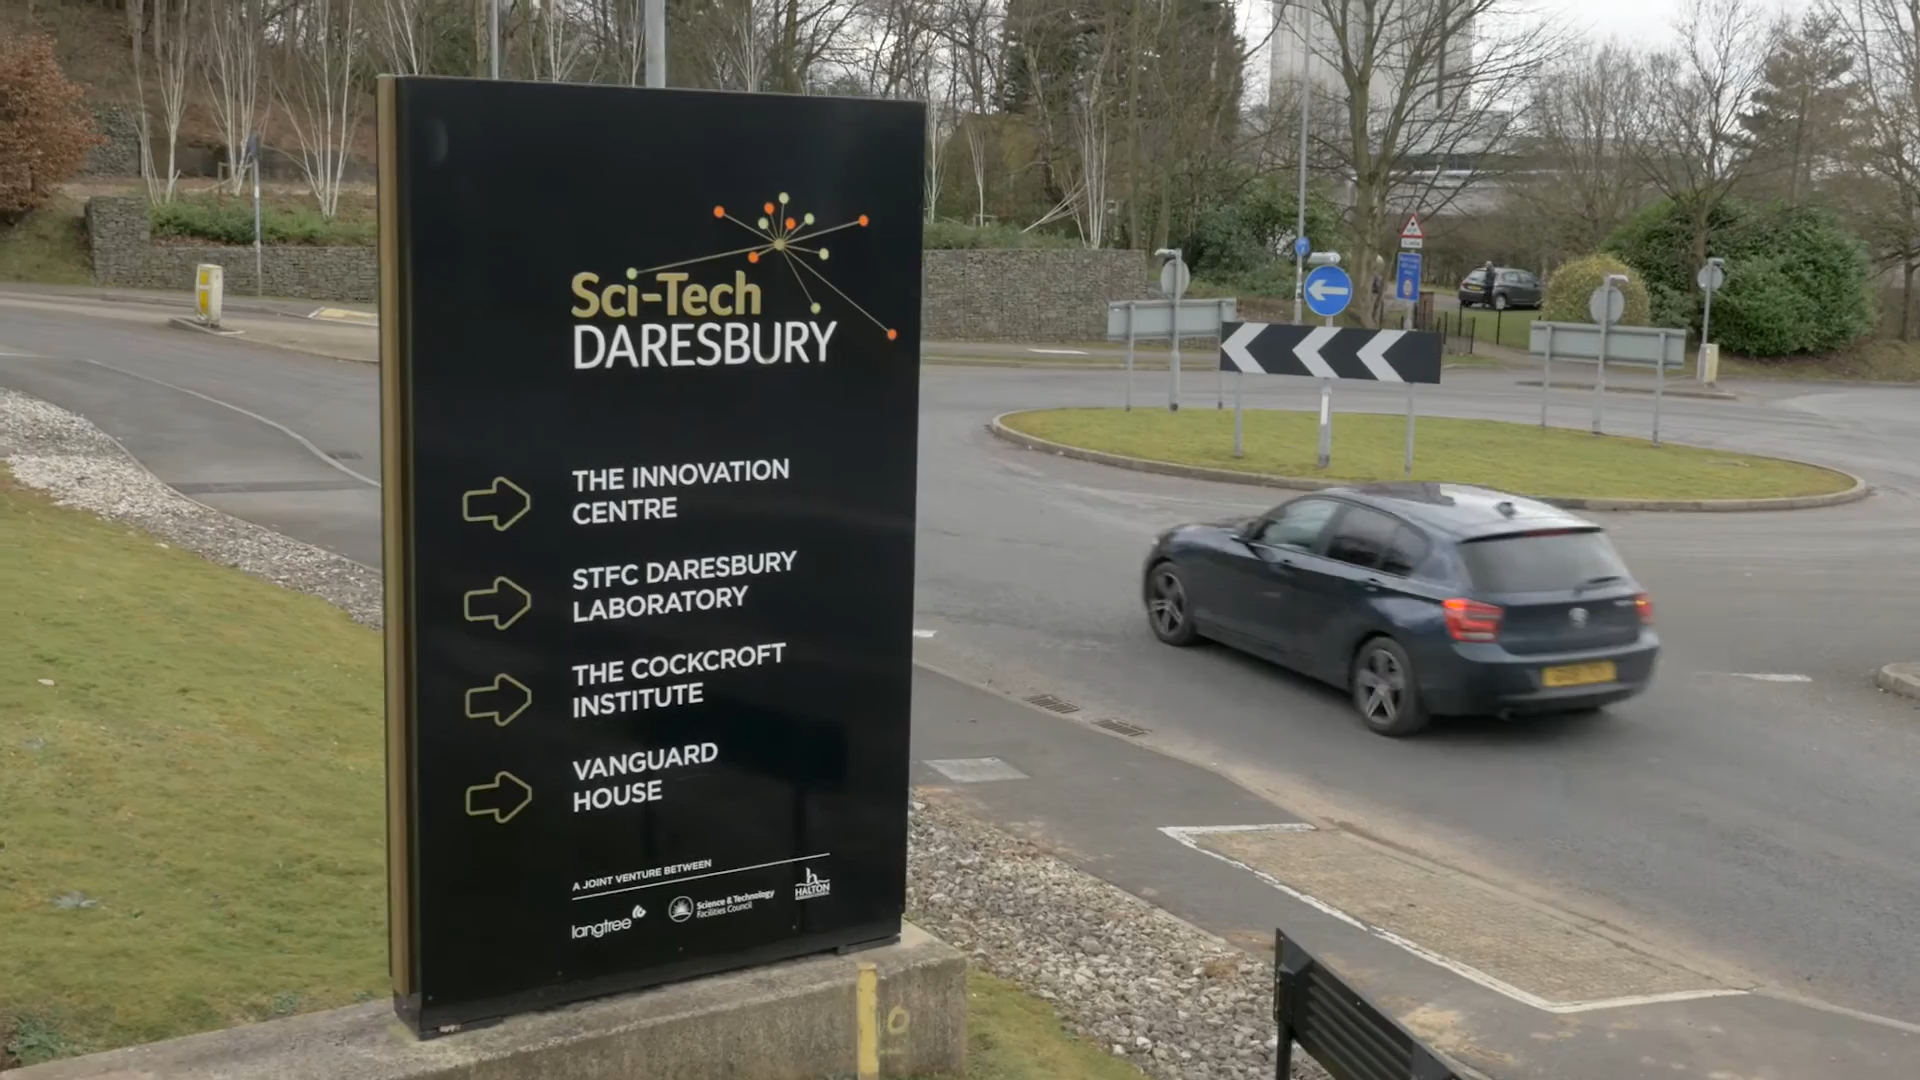 Sci-Tech
DARESBURY
THE INNOVATION
CENTRE
STFC DARESBURY
LABORATORY
THE COCKCROFT
INSTITUTE
VANGUARD
HOUSE
A JOINT VENTURE BETWEEN
langtree
Science & Technology
Facilities Council
HALTON